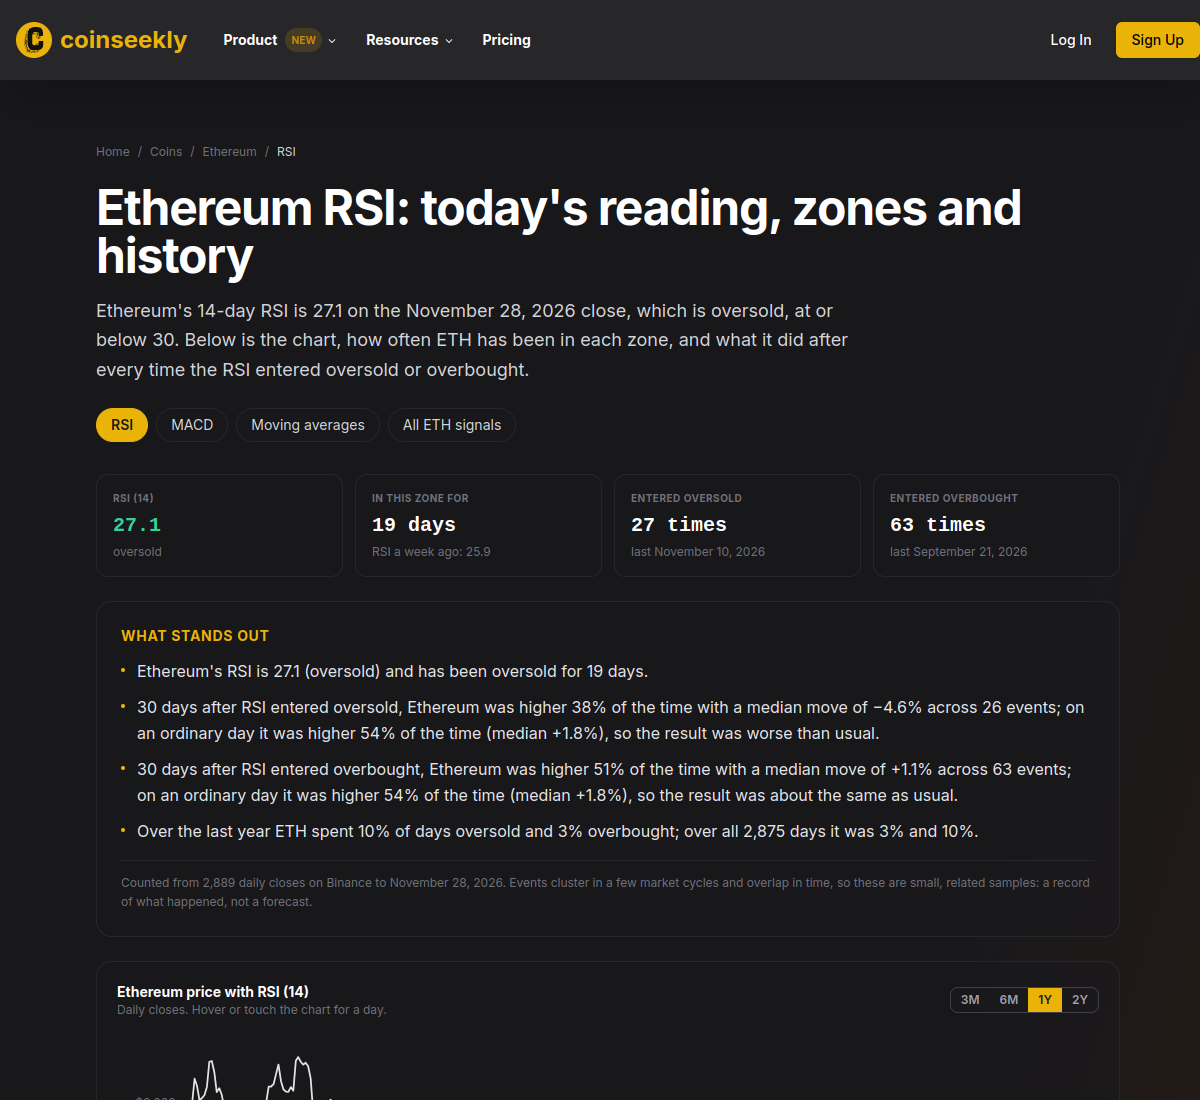 coinseekly
Product NEW
Resources
Pricing
Log In
Sign Up
Home / Coins / Ethereum / RSI
Ethereum RSI: today's reading, zones and
history
Ethereum's 14-day RSI is 27.1 on the November 28, 2026 close, which is oversold, at or
below 30. Below is the chart, how often ETH has been in each zone, and what it did after
every time the RSI entered oversold or overbought.
RSI
MACD
Moving averages
All ETH signals
RSI (14)
27.1
oversold
IN THIS ZONE FOR
19 days
RSI a week ago: 25.9
ENTERED OVERSOLD
27 times
last November 10, 2026
ENTERED OVERBOUGHT
63 times
last September 21, 2026
WHAT STANDS OUT
• Ethereum's RSI is 27.1 (oversold) and has been oversold for 19 days.
• 30 days after RSI entered oversold, Ethereum was higher 38% of the time with a median move of −4.6% across 26 events; on
an ordinary day it was higher 54% of the time (median +1.8%), so the result was worse than usual.
• 30 days after RSI entered overbought, Ethereum was higher 51% of the time with a median move of +1.1% across 63 events;
on an ordinary day it was higher 54% of the time (median +1.8%), so the result was about the same as usual.
• Over the last year ETH spent 10% of days oversold and 3% overbought; over all 2,875 days it was 3% and 10%.
Counted from 2,889 daily closes on Binance to November 28, 2026. Events cluster in a few market cycles and overlap in time, so these are small, related samples: a record
of what happened, not a forecast.
Ethereum price with RSI (14)
Daily closes. Hover or touch the chart for a day.
3M
6M
1Y
2Y